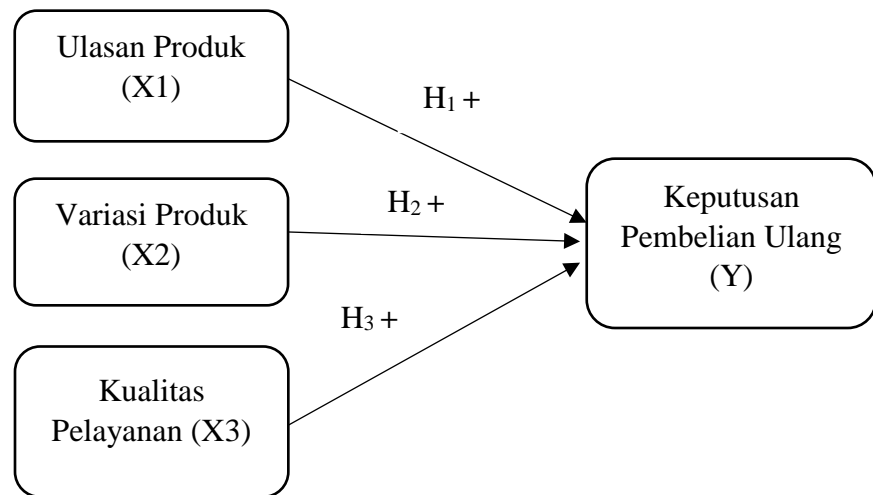 Ulasan Produk
(X1)
H₁ +
Variasi Produk
(X2)
H₂ +
Keputusan
Pembelian Ulang
(Y)
H₃ +
Kualitas
Pelayanan (X3)